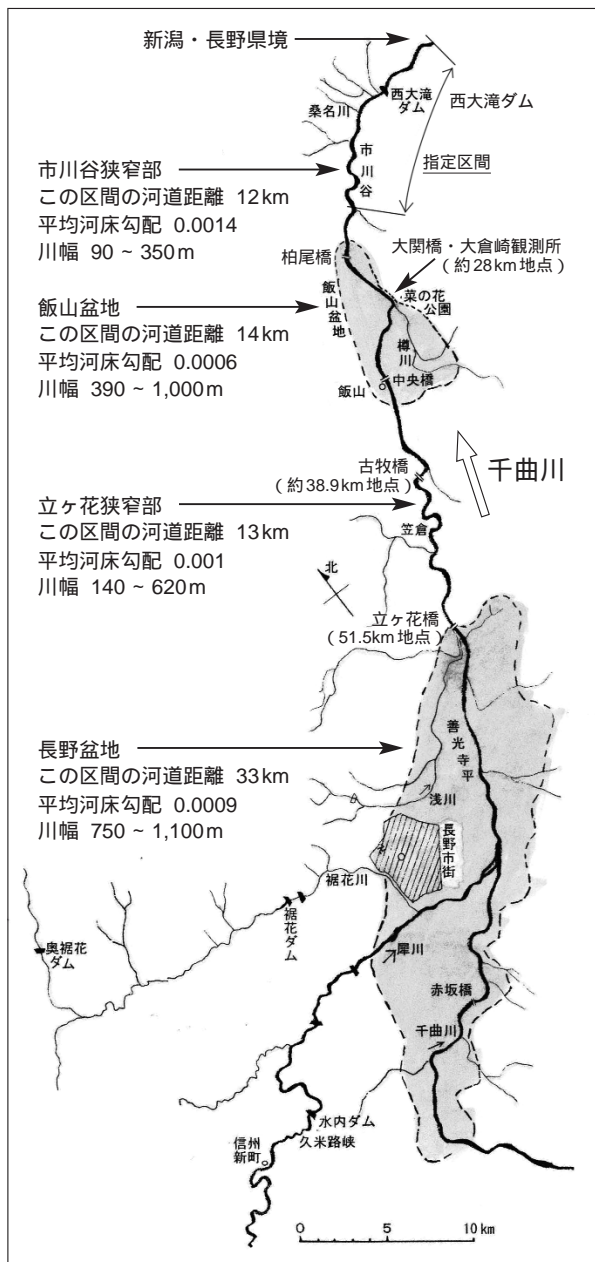 新潟・長野県境
西大滝ダム
西大滝ダム
桑名川
指定区間
市川谷
市川谷狭窄部
この区間の河道距離 12km
平均河床勾配 0.0014
川幅 90 ~ 350m
大関橋・大倉崎観測所
(約28km地点)
柏尾橋
菜の花公園
飯山盆地
飯山盆地
この区間の河道距離 14km
平均河床勾配 0.0006
川幅 390 ~ 1,000m
樽川
中央橋
飯山
古牧橋
(約38.9km地点)
千曲川
立ヶ花狭窄部
この区間の河道距離 13km
平均河床勾配 0.001
川幅 140 ~ 620m
笠倉
北
立ヶ花橋
(51.5km地点)
善光寺平
長野盆地
この区間の河道距離 33km
平均河床勾配 0.0009
川幅 750 ~ 1,100m
浅川
長野市街
裾花川
裾花ダム
奥裾花ダム
犀川
赤坂橋
千曲川
水内ダム
久米路峡
信州新町
0 5 10km